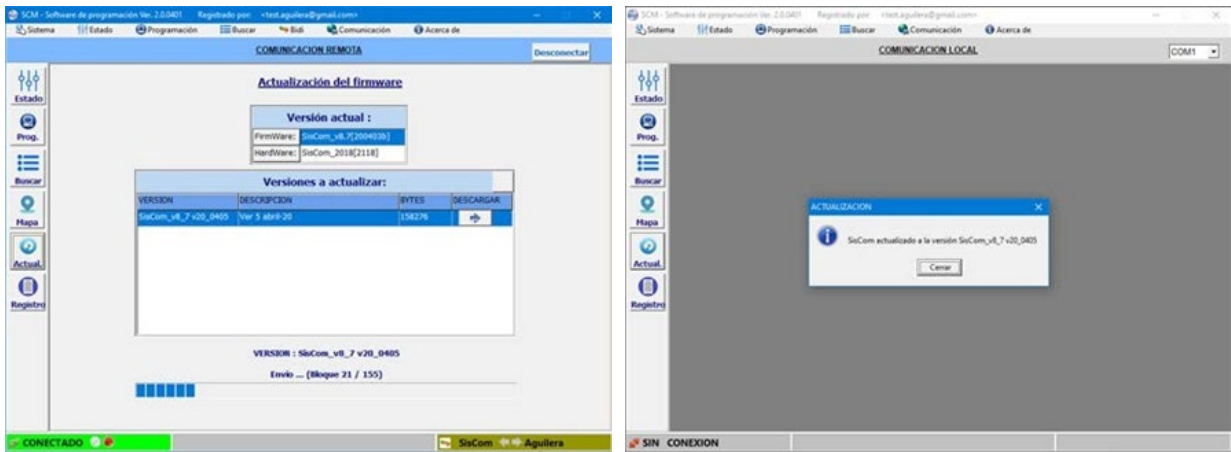 SCM - Software de programación Ver. 2.0.0401 Registrado por: <test.aguilera@gmail.com>
Sistema Estado Programación Buscar Bidi Comunicación Acerca de
COMUNICACION REMOTA
Desconectar
Estado
Prog.
Buscar
Mapa
Actual.
Registro
Actualización del firmware
Versión actual :
FirmWare: SisCom_v8.7[200403b]
HardWare: SisCom_2018[2118]
Versiones a actualizar:
VERSION DESCRIPCION BYTES DESCARGAR
SisCom_v8_7 v20_0405 Ver 5 abril-20 158276
VERSION : SisCom_v8_7 v20_0405
Envio ... (Bloque 21 / 155)
CONECTADO
SisCom Aguilera
SCM - Software de programación Ver. 2.0.0401 Registrado por: <test.aguilera@gmail.com>
Sistema Estado Programación Buscar Comunicación Acerca de
COMUNICACION LOCAL
COM1
Estado
Prog.
Buscar
Mapa
Actual.
Registro
ACTUALIZACION
SisCom actualizado a la versión SisCom_v8_7 v20_0405
Cerrar
SIN CONEXION